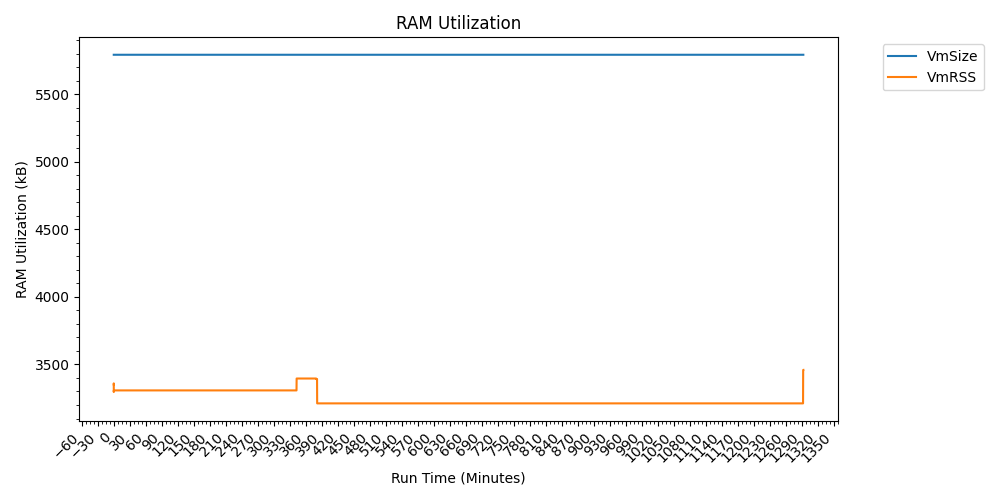 RAM Utilization
VmSize
VmRSS
RAM Utilization (kB)
5500
5000
4500
4000
3500
−60 −30 0 30 60 90 120 150 180 210 240 270 300 330 360 390 420 450 480 510 540 570 600 630 660 690 720 750 780 810 840 870 900 930 960 990 1020 1050 1080 1110 1140 1170 1200 1230 1260 1290 1320 1350
Run Time (Minutes)